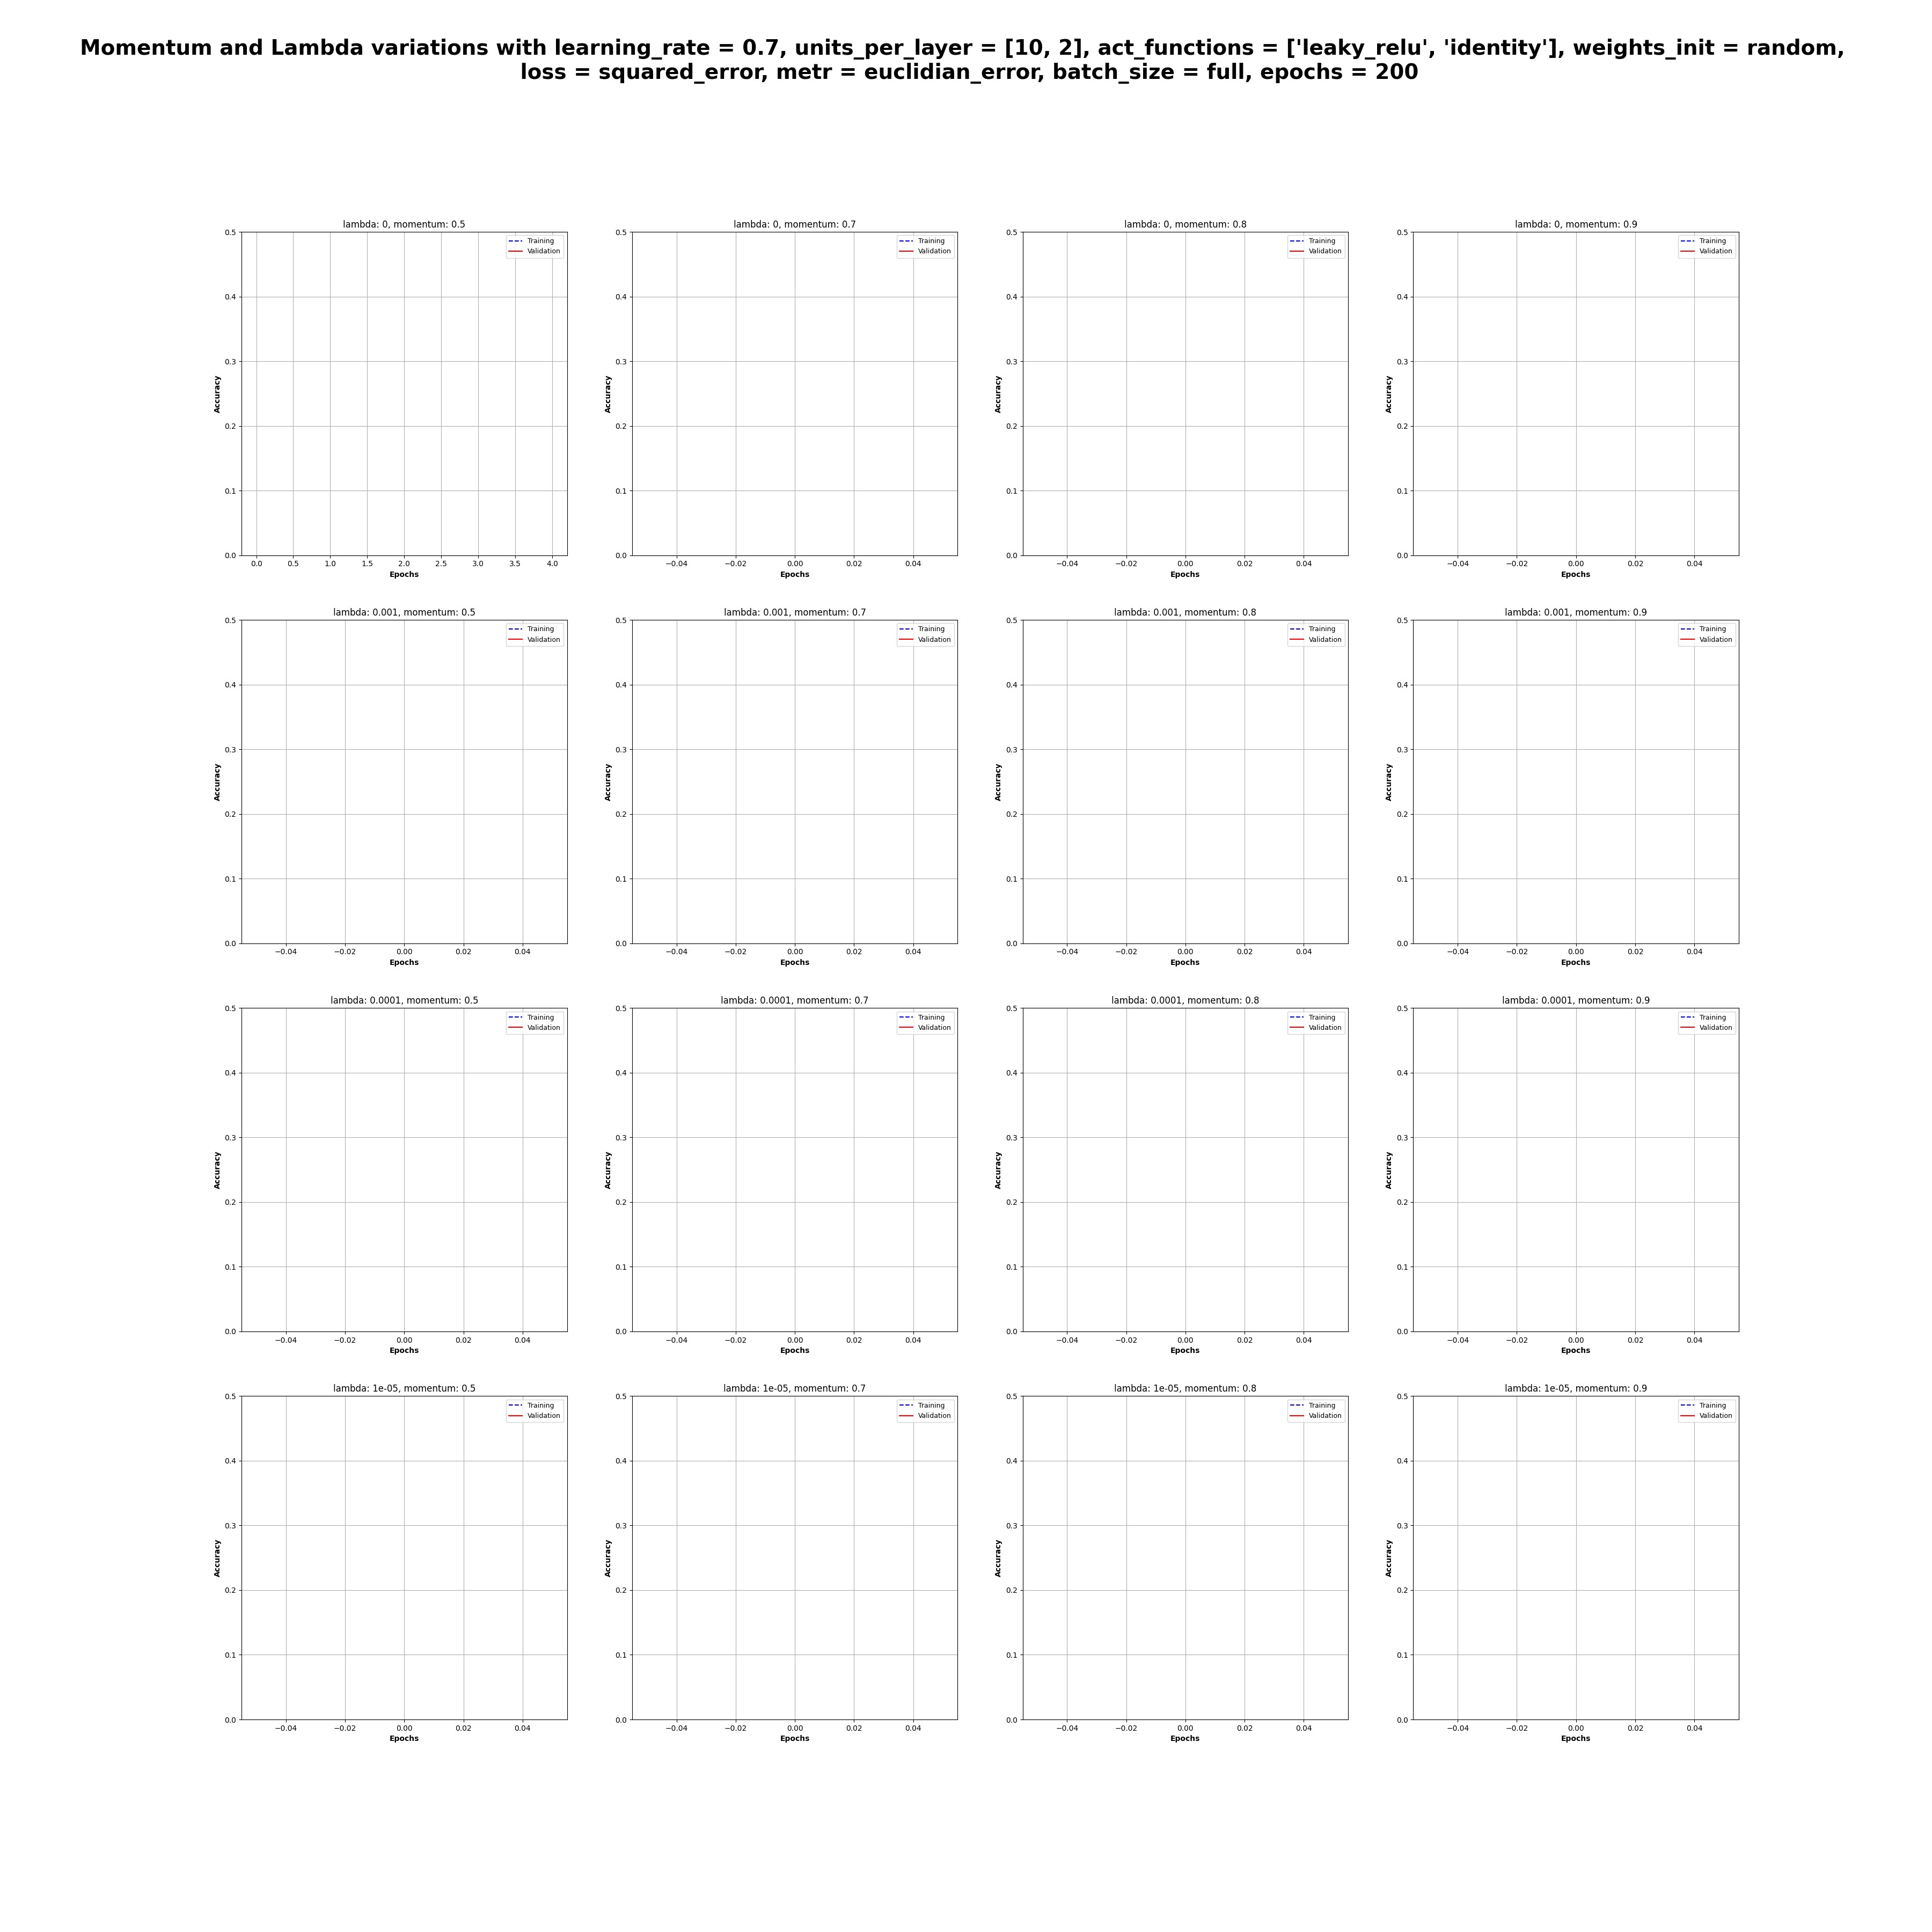 Momentum and Lambda variations with learning_rate = 0.7, units_per_layer = [10, 2], act_functions = ['leaky_relu', 'identity'], weights_init = random,
loss = squared_error, metr = euclidian_error, batch_size = full, epochs = 200
lambda: 0, momentum: 0.5
Training
Validation
0.5
0.4
0.3
0.2
0.1
0.0
Accuracy
0.0 0.5 1.0 1.5 2.0 2.5 3.0 3.5 4.0
Epochs
lambda: 0, momentum: 0.7
Training
Validation
0.5
0.4
0.3
0.2
0.1
0.0
Accuracy
−0.04 −0.02 0.00 0.02 0.04
Epochs
lambda: 0, momentum: 0.8
Training
Validation
0.5
0.4
0.3
0.2
0.1
0.0
Accuracy
−0.04 −0.02 0.00 0.02 0.04
Epochs
lambda: 0, momentum: 0.9
Training
Validation
0.5
0.4
0.3
0.2
0.1
0.0
Accuracy
−0.04 −0.02 0.00 0.02 0.04
Epochs
lambda: 0.001, momentum: 0.5
Training
Validation
0.5
0.4
0.3
0.2
0.1
0.0
Accuracy
−0.04 −0.02 0.00 0.02 0.04
Epochs
lambda: 0.001, momentum: 0.7
Training
Validation
0.5
0.4
0.3
0.2
0.1
0.0
Accuracy
−0.04 −0.02 0.00 0.02 0.04
Epochs
lambda: 0.001, momentum: 0.8
Training
Validation
0.5
0.4
0.3
0.2
0.1
0.0
Accuracy
−0.04 −0.02 0.00 0.02 0.04
Epochs
lambda: 0.001, momentum: 0.9
Training
Validation
0.5
0.4
0.3
0.2
0.1
0.0
Accuracy
−0.04 −0.02 0.00 0.02 0.04
Epochs
lambda: 0.0001, momentum: 0.5
Training
Validation
0.5
0.4
0.3
0.2
0.1
0.0
Accuracy
−0.04 −0.02 0.00 0.02 0.04
Epochs
lambda: 0.0001, momentum: 0.7
Training
Validation
0.5
0.4
0.3
0.2
0.1
0.0
Accuracy
−0.04 −0.02 0.00 0.02 0.04
Epochs
lambda: 0.0001, momentum: 0.8
Training
Validation
0.5
0.4
0.3
0.2
0.1
0.0
Accuracy
−0.04 −0.02 0.00 0.02 0.04
Epochs
lambda: 0.0001, momentum: 0.9
Training
Validation
0.5
0.4
0.3
0.2
0.1
0.0
Accuracy
−0.04 −0.02 0.00 0.02 0.04
Epochs
lambda: 1e-05, momentum: 0.5
Training
Validation
0.5
0.4
0.3
0.2
0.1
0.0
Accuracy
−0.04 −0.02 0.00 0.02 0.04
Epochs
lambda: 1e-05, momentum: 0.7
Training
Validation
0.5
0.4
0.3
0.2
0.1
0.0
Accuracy
−0.04 −0.02 0.00 0.02 0.04
Epochs
lambda: 1e-05, momentum: 0.8
Training
Validation
0.5
0.4
0.3
0.2
0.1
0.0
Accuracy
−0.04 −0.02 0.00 0.02 0.04
Epochs
lambda: 1e-05, momentum: 0.9
Training
Validation
0.5
0.4
0.3
0.2
0.1
0.0
Accuracy
−0.04 −0.02 0.00 0.02 0.04
Epochs